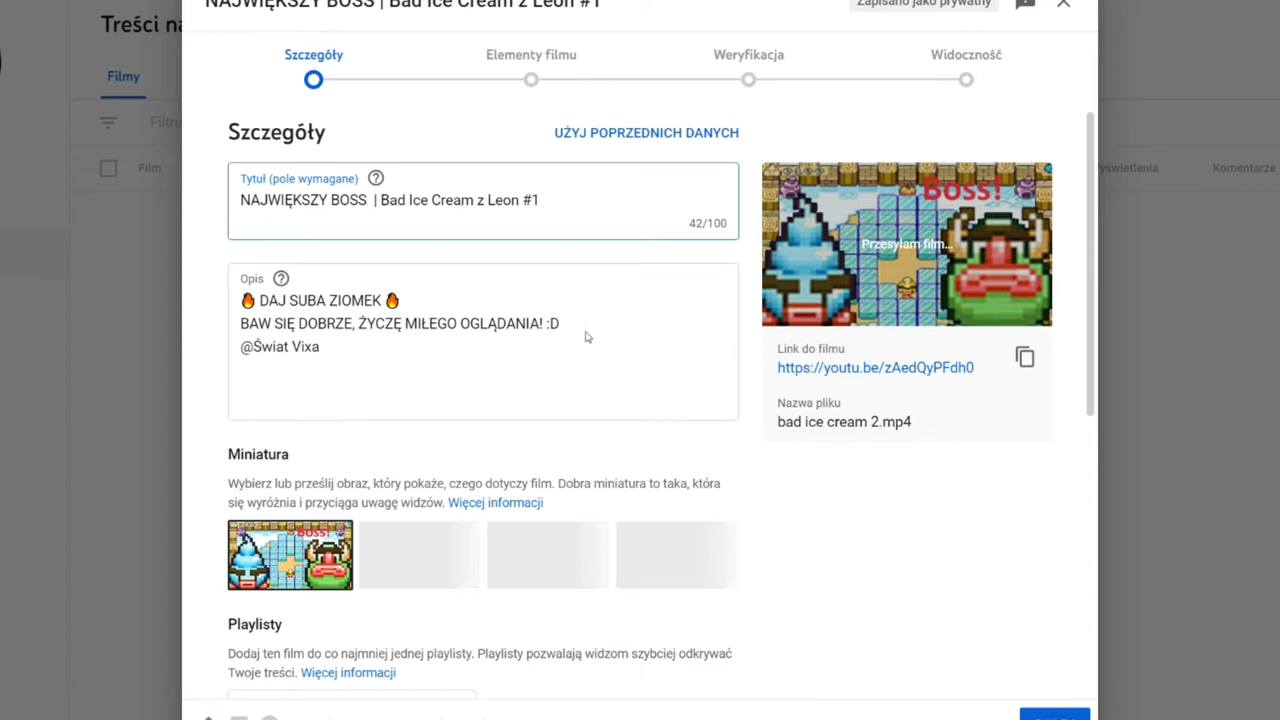 NAJWIĘKSZY BOSS | Bad Ice Cream z Leon #1
Zapisano jako prywatny
Treści na
Szczegóły
Elementy filmu
Weryfikacja
Widoczność
Filmy
Szczegóły
UŻYJ POPRZEDNICH DANYCH
Film
Komentarze
Tytuł (pole wymagane)
NAJWIĘKSZY BOSS | Bad Ice Cream z Leon #1
42/100
Boss!
Przesyłam film...
Opis
🔥 DAJ SUBA ZIOMEK 🔥
BAW SIĘ DOBRZE, ŻYCZĘ MIŁEGO OGLĄDANIA! :D
@Świat Vixa
Link do filmu
https://youtu.be/zAedQyPFdh0
Nazwa pliku
bad ice cream 2.mp4
Miniatura
Wybierz lub prześlij obraz, który pokaże, czego dotyczy film. Dobra miniatura to taka, która
się wyróżnia i przyciąga uwagę widzów. Więcej informacji
Boss!
Playlisty
Dodaj ten film do co najmniej jednej playlisty. Playlisty pozwalają widzom szybciej odkrywać
Twoje treści. Więcej informacji